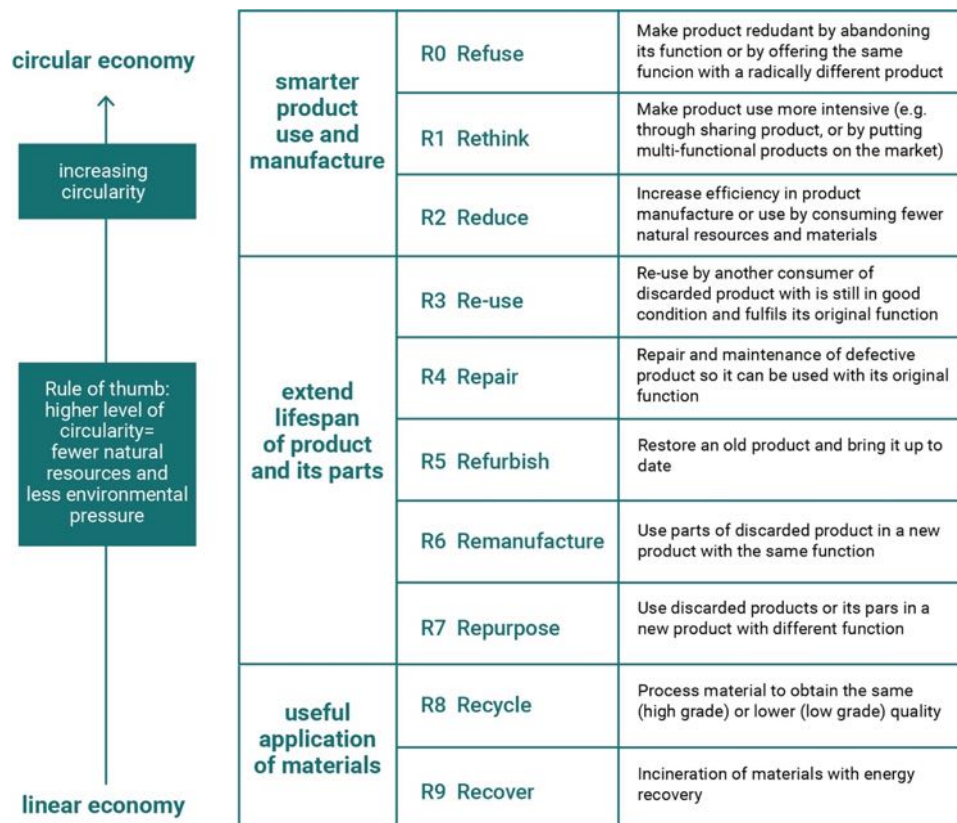 circular economy
increasing
circularity
Rule of thumb:
higher level of
circularity=
fewer natural
resources and
less environmental
pressure
linear economy
smarter
product
use and
manufacture
R0 Refuse
Make product redudant by abandoning
its function or by offering the same
funcion with a radically different product
R1 Rethink
Make product use more intensive (e.g.
through sharing product, or by putting
multi-functional products on the market)
R2 Reduce
Increase efficiency in product
manufacture or use by consuming fewer
natural resources and materials
extend
lifespan
of product
and its parts
R3 Re-use
Re-use by another consumer of
discarded product with is still in good
condition and fulfils its original function
R4 Repair
Repair and maintenance of defective
product so it can be used with its original
function
R5 Refurbish
Restore an old product and bring it up to
date
R6 Remanufacture
Use parts of discarded product in a new
product with the same function
R7 Repurpose
Use discarded products or its pars in a
new product with different function
useful
application
of materials
R8 Recycle
Process material to obtain the same
(high grade) or lower (low grade) quality
R9 Recover
Incineration of materials with energy
recovery